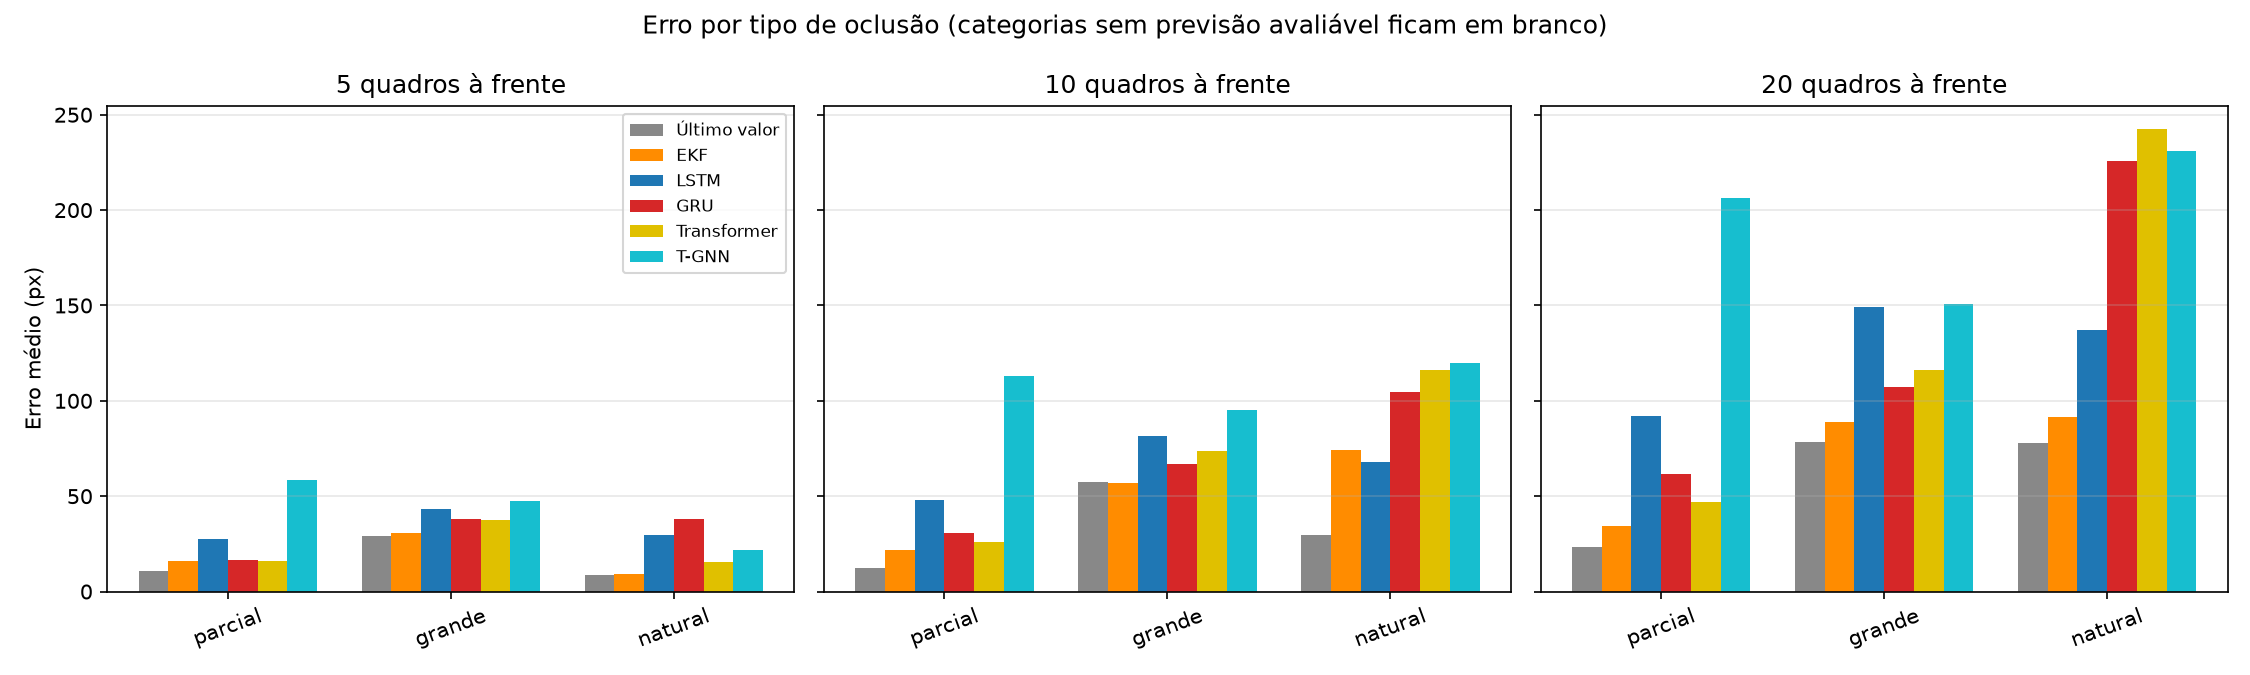 Erro por tipo de oclusão (categorias sem previsão avaliável ficam em branco)
5 quadros à frente
10 quadros à frente
20 quadros à frente
Erro médio (px)
250
200
150
100
50
0
Último valor
EKF
LSTM
GRU
Transformer
T-GNN
parcial
grande
natural
parcial
grande
natural
parcial
grande
natural